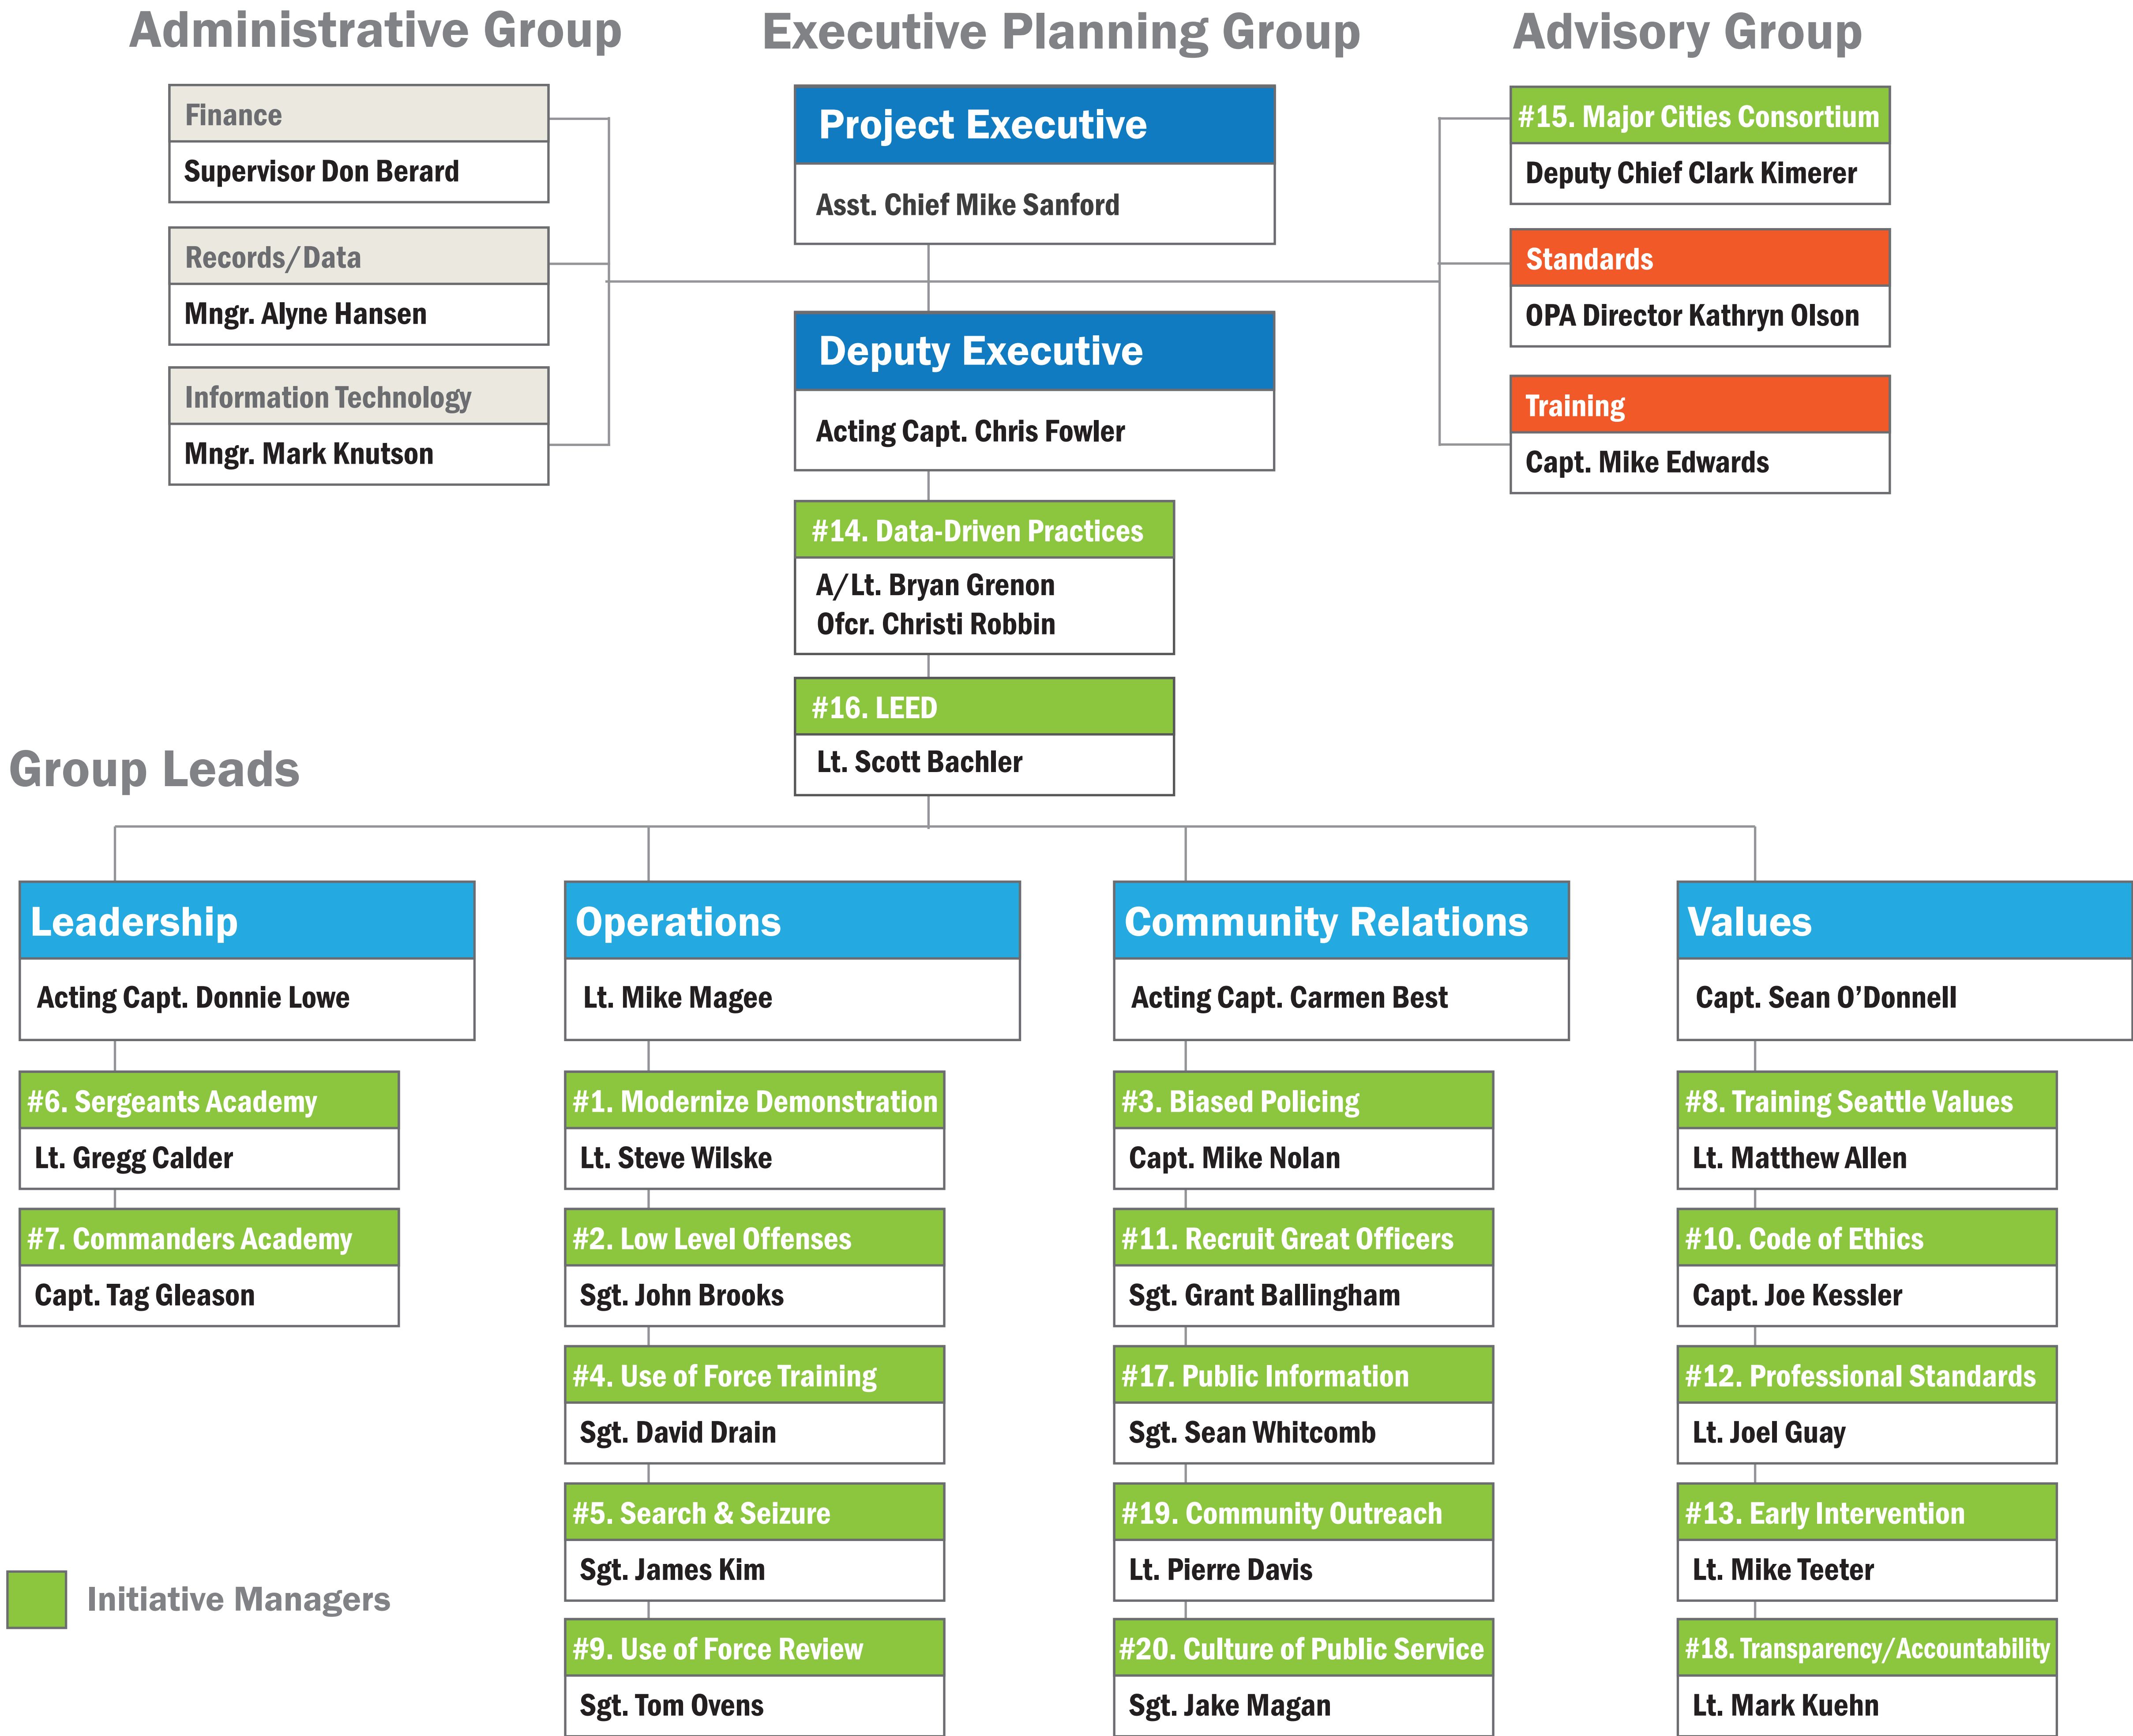 Administrative Group
Finance
Supervisor Don Berard
Records/Data
Mngr. Alyne Hansen
Information Technology
Mngr. Mark Knutson
Executive Planning Group
Project Executive
Asst. Chief Mike Sanford
Deputy Executive
Acting Capt. Chris Fowler
#14. Data-Driven Practices
A/Lt. Bryan Grenon
Ofcr. Christi Robbin
#16. LEED
Lt. Scott Bachler
Advisory Group
#15. Major Cities Consortium
Deputy Chief Clark Kimerer
Standards
OPA Director Kathryn Olson
Training
Capt. Mike Edwards
Group Leads
Leadership
Acting Capt. Donnie Lowe
#6. Sergeants Academy
Lt. Gregg Calder
#7. Commanders Academy
Capt. Tag Gleason
Operations
Lt. Mike Magee
#1. Modernize Demonstration
Lt. Steve Wilske
#2. Low Level Offenses
Sgt. John Brooks
#4. Use of Force Training
Sgt. David Drain
#5. Search & Seizure
Sgt. James Kim
#9. Use of Force Review
Sgt. Tom Ovens
Community Relations
Acting Capt. Carmen Best
#3. Biased Policing
Capt. Mike Nolan
#11. Recruit Great Officers
Sgt. Grant Ballingham
#17. Public Information
Sgt. Sean Whitcomb
#19. Community Outreach
Lt. Pierre Davis
#20. Culture of Public Service
Sgt. Jake Magan
Values
Capt. Sean O’Donnell
#8. Training Seattle Values
Lt. Matthew Allen
#10. Code of Ethics
Capt. Joe Kessler
#12. Professional Standards
Lt. Joel Guay
#13. Early Intervention
Lt. Mike Teeter
#18. Transparency/Accountability
Lt. Mark Kuehn
Initiative Managers